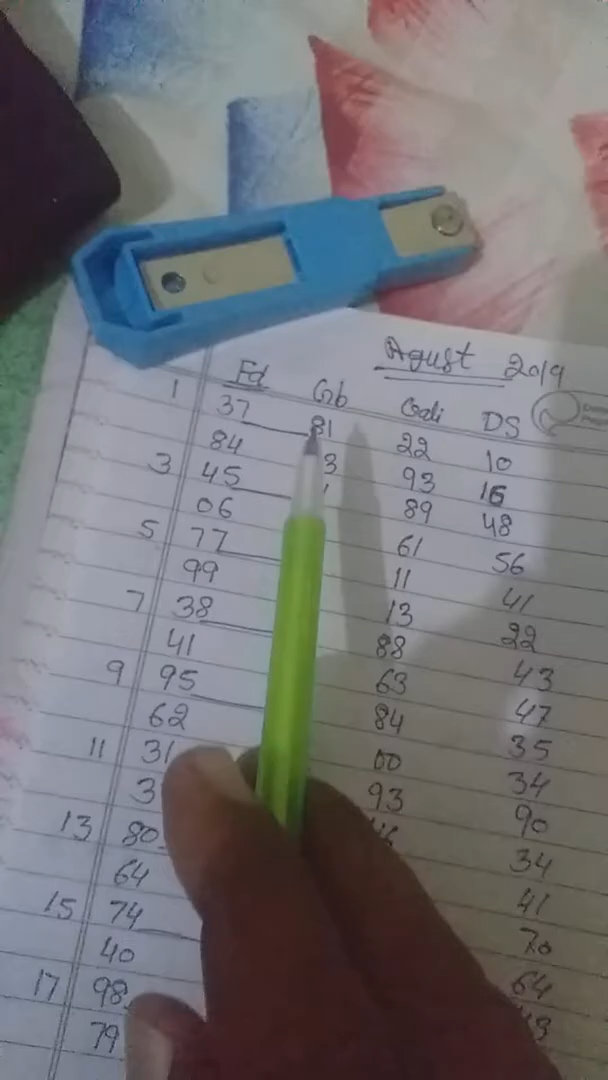 Agust 2019
Fd Gb Gadi DS
1 37 81 22 10
84 3 93 16
3 45 89 48
06 61 56
5 77 11 41
99 13 22
7 38 88 43
41 63 47
9 95 84 35
62 00 34
11 31 93 90
3 34
13 80 41
64 70
15 74 64
40
17 98
79